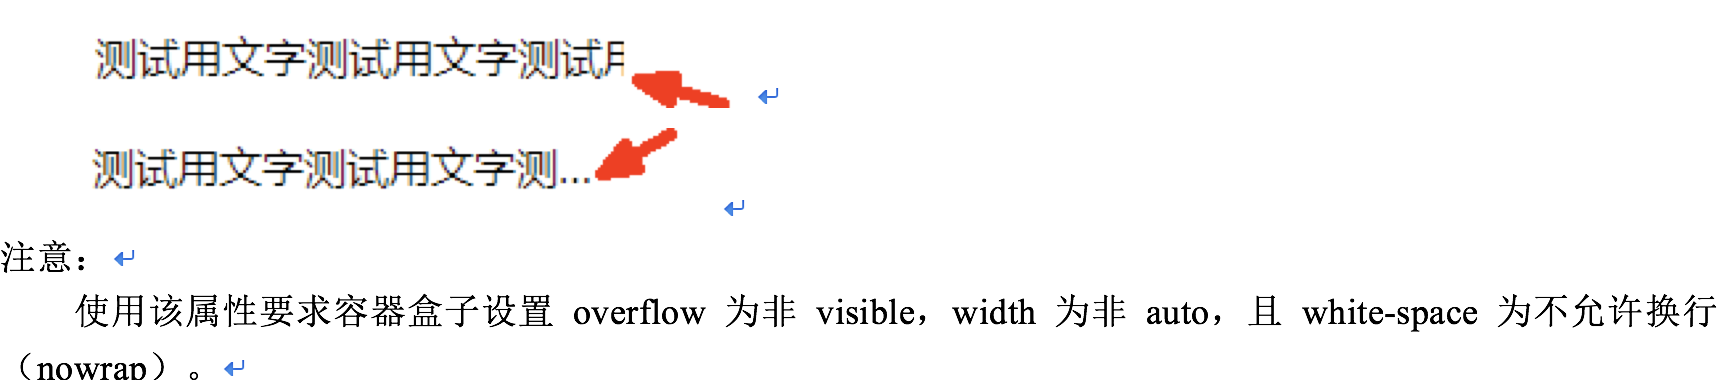 测试用文字测试用文字测试用
测试用文字测试用文字测...
注意：
使用该属性要求容器盒子设置 overflow 为非 visible，width 为非 auto，且 white-space 为不允许换行
（nowrap）。